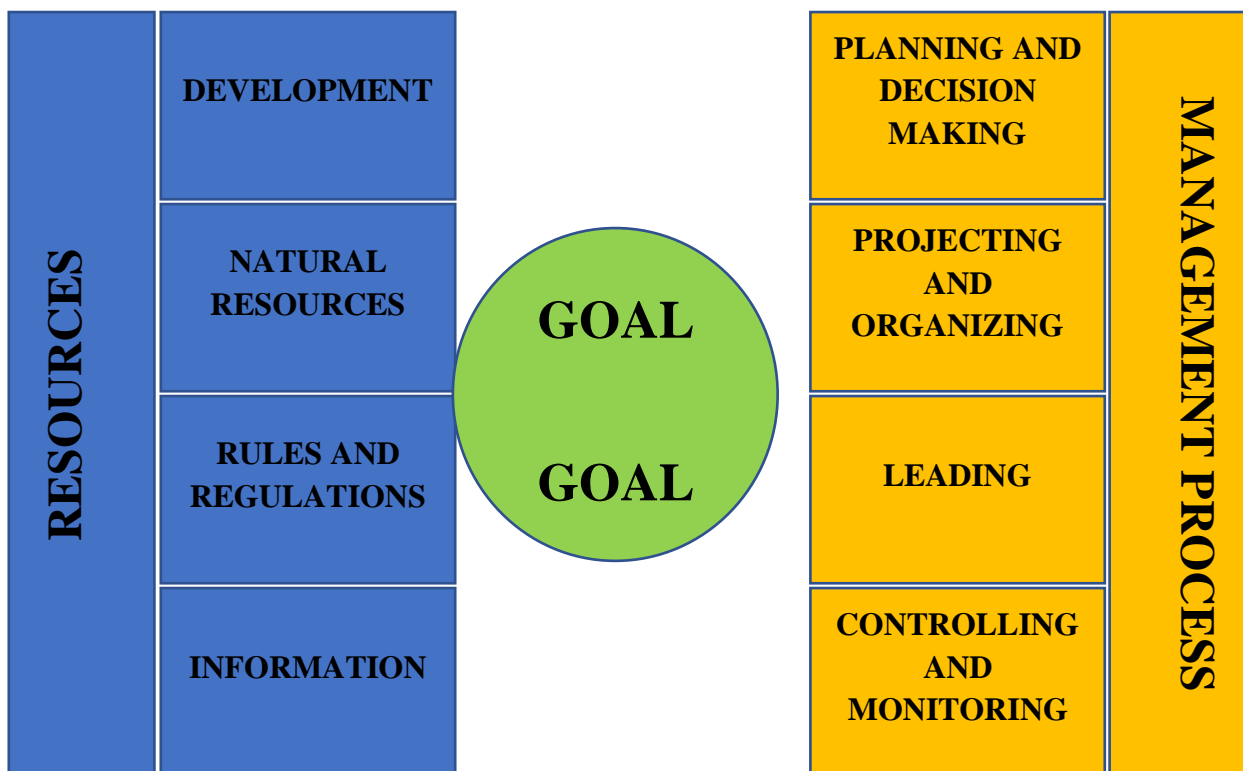 RESOURCES
DEVELOPMENT
NATURAL
RESOURCES
RULES AND
REGULATIONS
INFORMATION
GOAL
GOAL
PLANNING AND
DECISION
MAKING
PROJECTING
AND
ORGANIZING
LEADING
CONTROLLING
AND
MONITORING
MANAGEMENT PROCESS